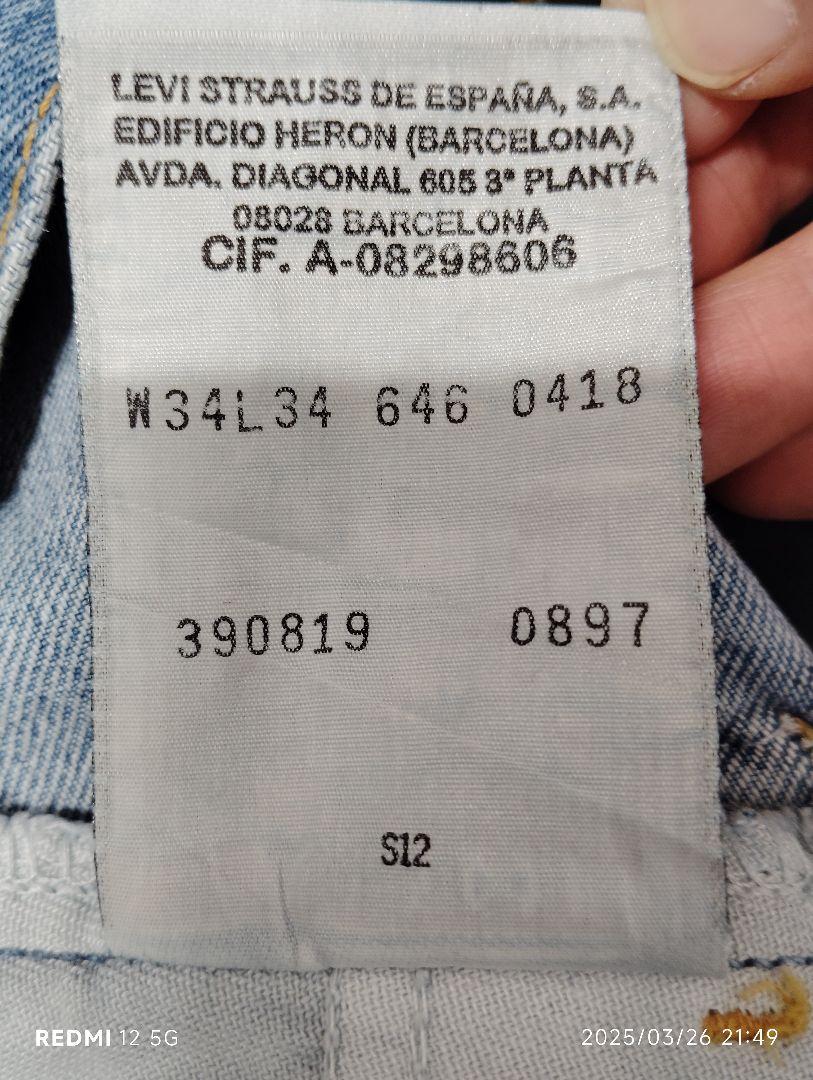 LEVI STRAUSS DE ESPAÑA, S.A.
EDIFICIO HERON (BARCELONA)
AVDA. DIAGONAL 605 3ª PLANTA
08028 BARCELONA
CIF. A-08298606
W34L34 646 0418
390819 0897
S12
REDMI 12 5G
2025/03/26 21:49